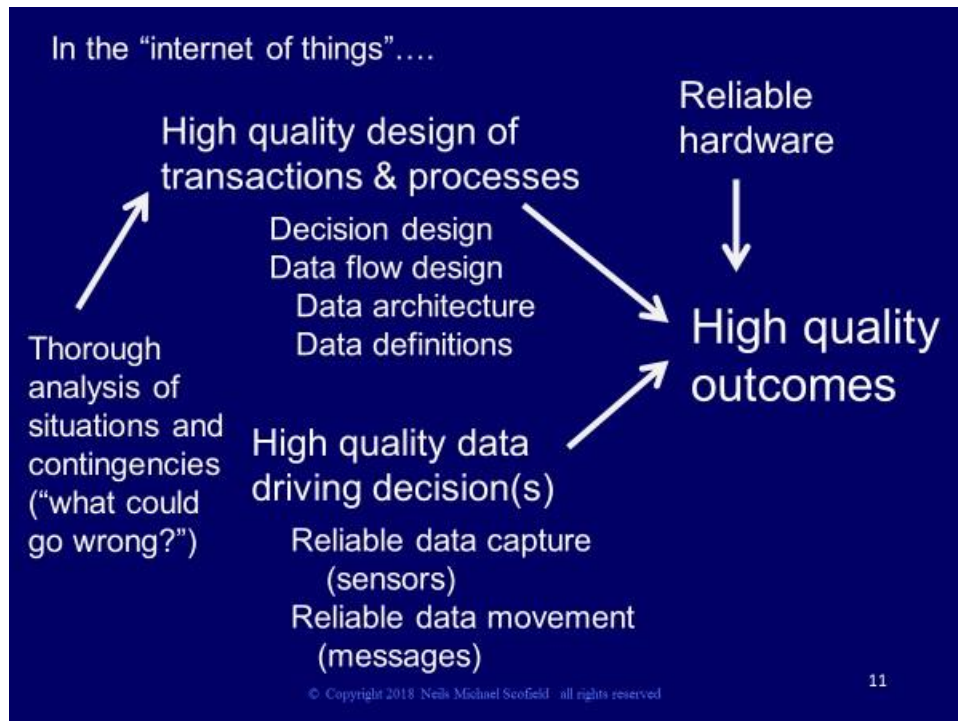 In the “internet of things”….
Reliable
hardware
High quality design of
transactions & processes
Decision design
Data flow design
Data architecture
Data definitions
High quality
outcomes
Thorough
analysis of
situations and
contingencies
(“what could
go wrong?”)
High quality data
driving decision(s)
Reliable data capture
(sensors)
Reliable data movement
(messages)
11
© Copyright 2018 Neils Michael Scofield all rights reserved